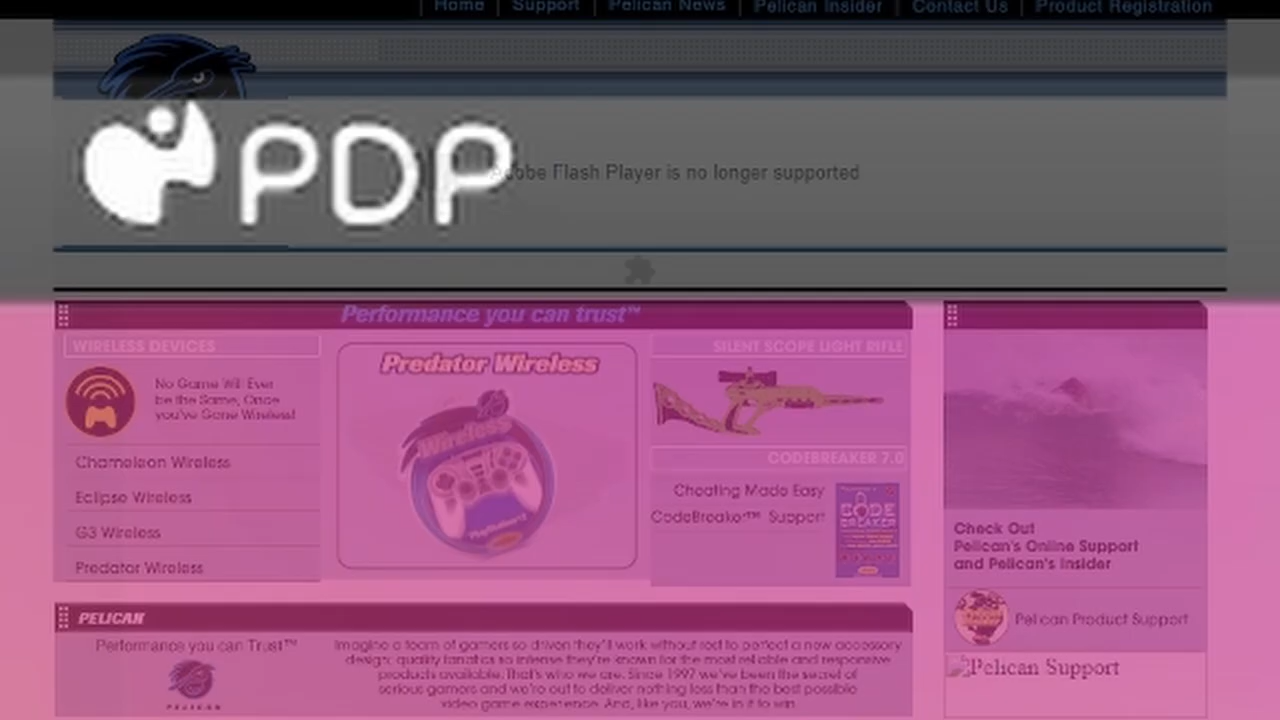 Home
Support
Pelican News
Pelican Insider
Contact Us
Product Registration
PDP
Adobe Flash Player is no longer supported
Performance you can trust™
WIRELESS DEVICES
No Game Will Ever
be the Same, Once
you've Gone Wireless!
Chameleon Wireless
Eclipse Wireless
G3 Wireless
Predator Wireless
Predator Wireless
Wireless
PlayStation 2
SILENT SCOPE LIGHT RIFLE
CODEBREAKER 7.0
Cheating Made Easy
CodeBreaker™ Support
CODE
BREAKER
Check Out
Pelican's Online Support
and Pelican's Insider
Pelican Product Support
Pelican Support
PELICAN
Performance you can Trust™
PELICAN
Imagine a team of gamers so driven they'll work without rest to perfect a new accessory
design; quality fanatics so intense they're known for the most reliable and responsive
products available. That's who we are. Since 1997 we've been the secret of
serious gamers and we're out to deliver nothing less than the best possible
video game experience. And, like you, we're in it to win.